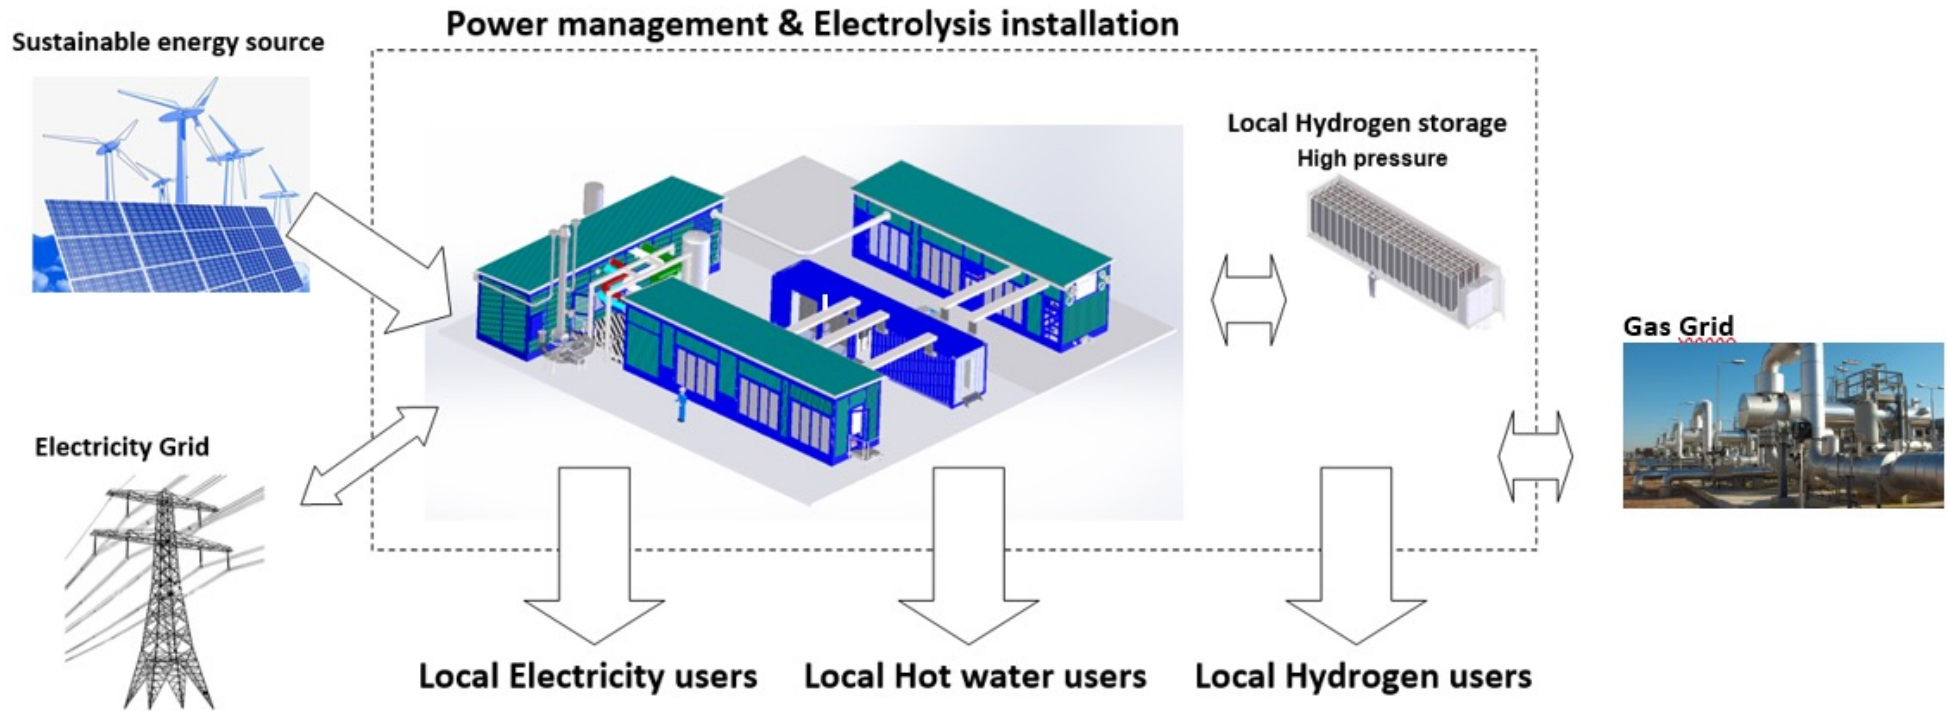 Power management & Electrolysis installation
Sustainable energy source
Local Hydrogen storage
High pressure
Gas Grid
Electricity Grid
Local Electricity users
Local Hot water users
Local Hydrogen users